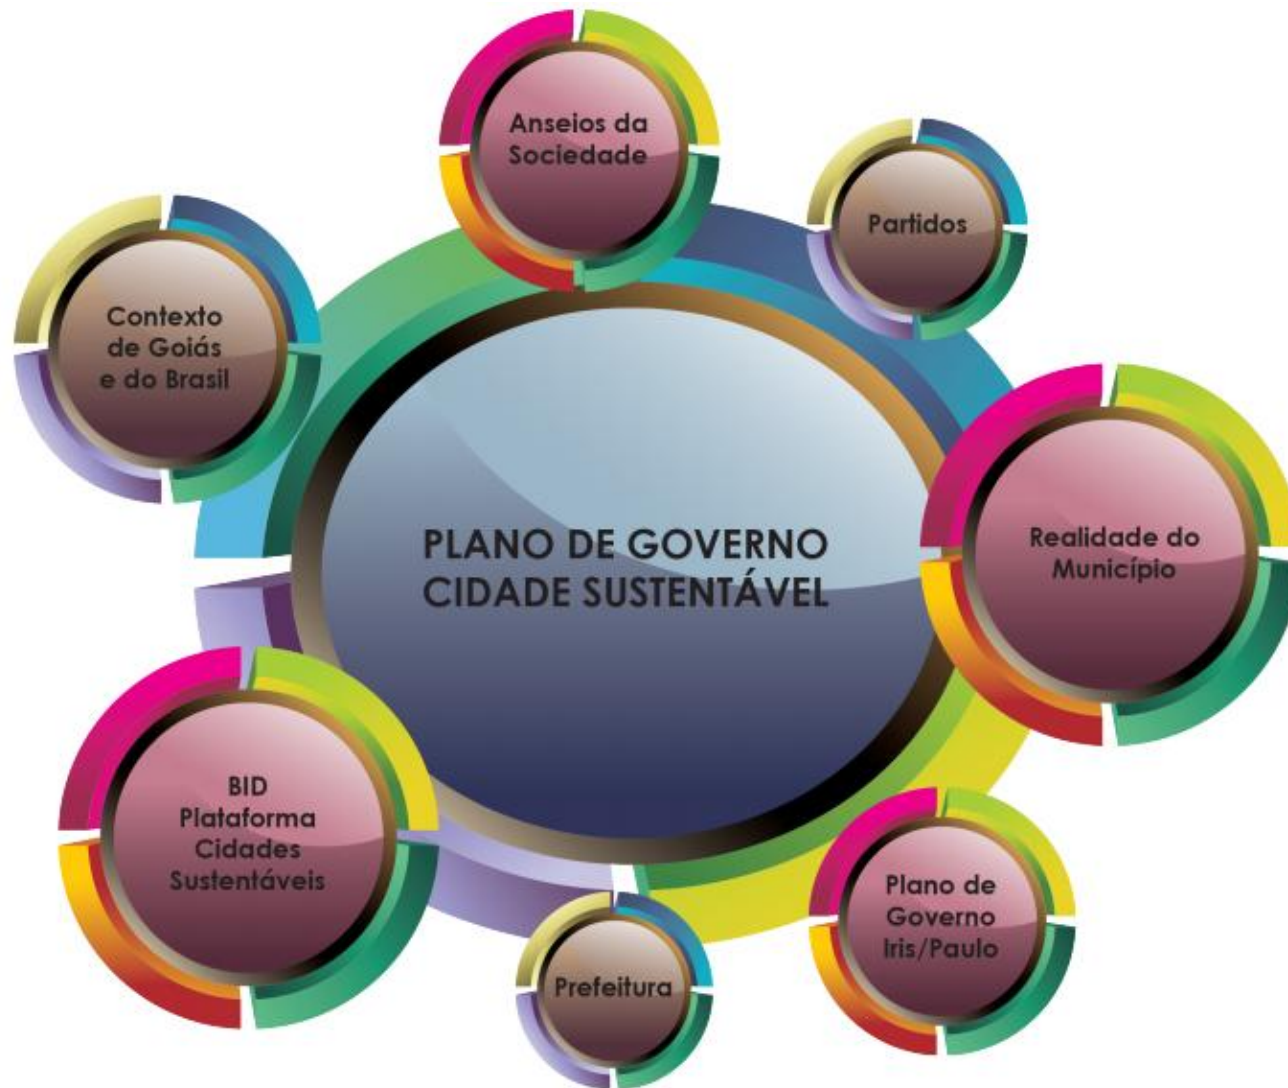 Anseios da
Sociedade
Partidos
Contexto
de Goiás
e do Brasil
PLANO DE GOVERNO
CIDADE SUSTENTÁVEL
Realidade do
Município
BID
Plataforma
Cidades
Sustentáveis
Plano de
Governo
Iris/Paulo
Prefeitura